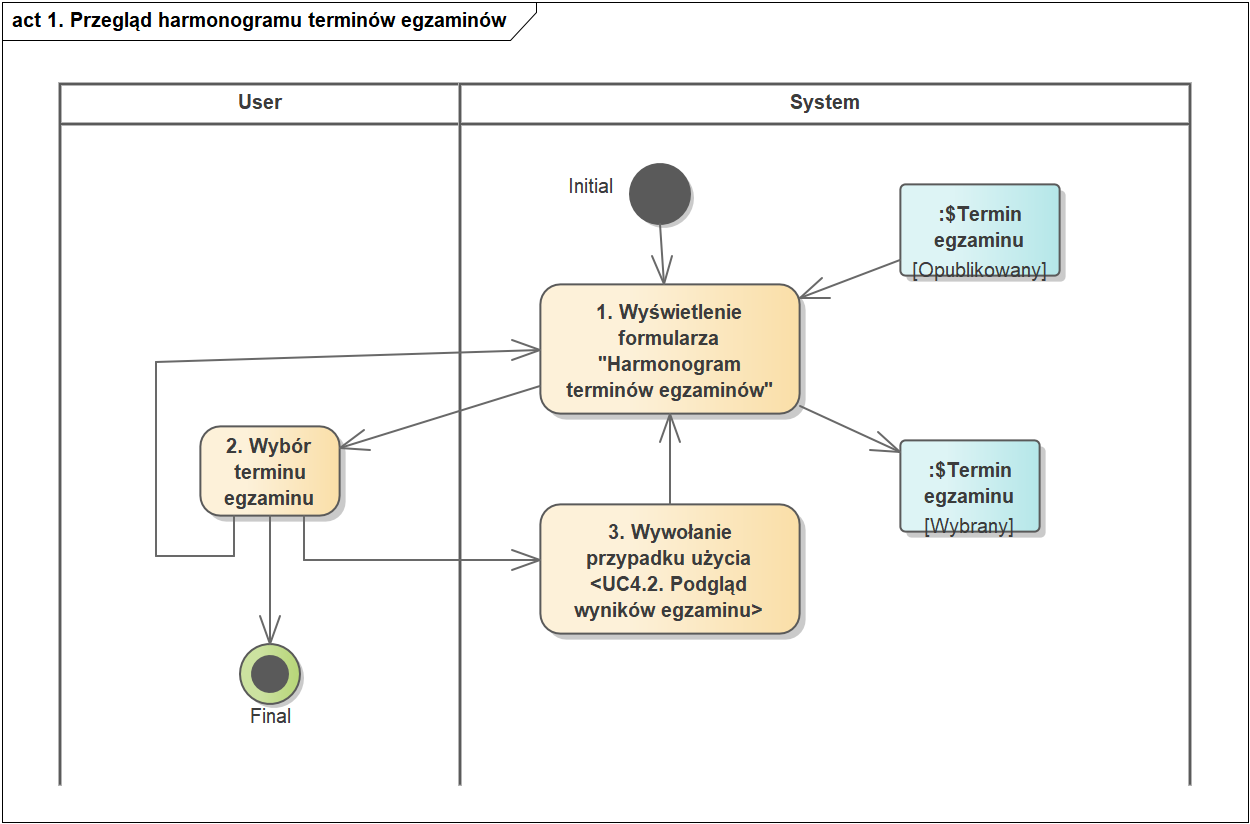 act 1. Przegląd harmonogramu terminów egzaminów
User
System
Initial
:$Termin
egzaminu
[Opublikowany]
1. Wyświetlenie
formularza
"Harmonogram
terminów egzaminów"
2. Wybór
terminu
egzaminu
:$Termin
egzaminu
[Wybrany]
3. Wywołanie
przypadku użycia
<UC4.2. Podgląd
wyników egzaminu>
Final